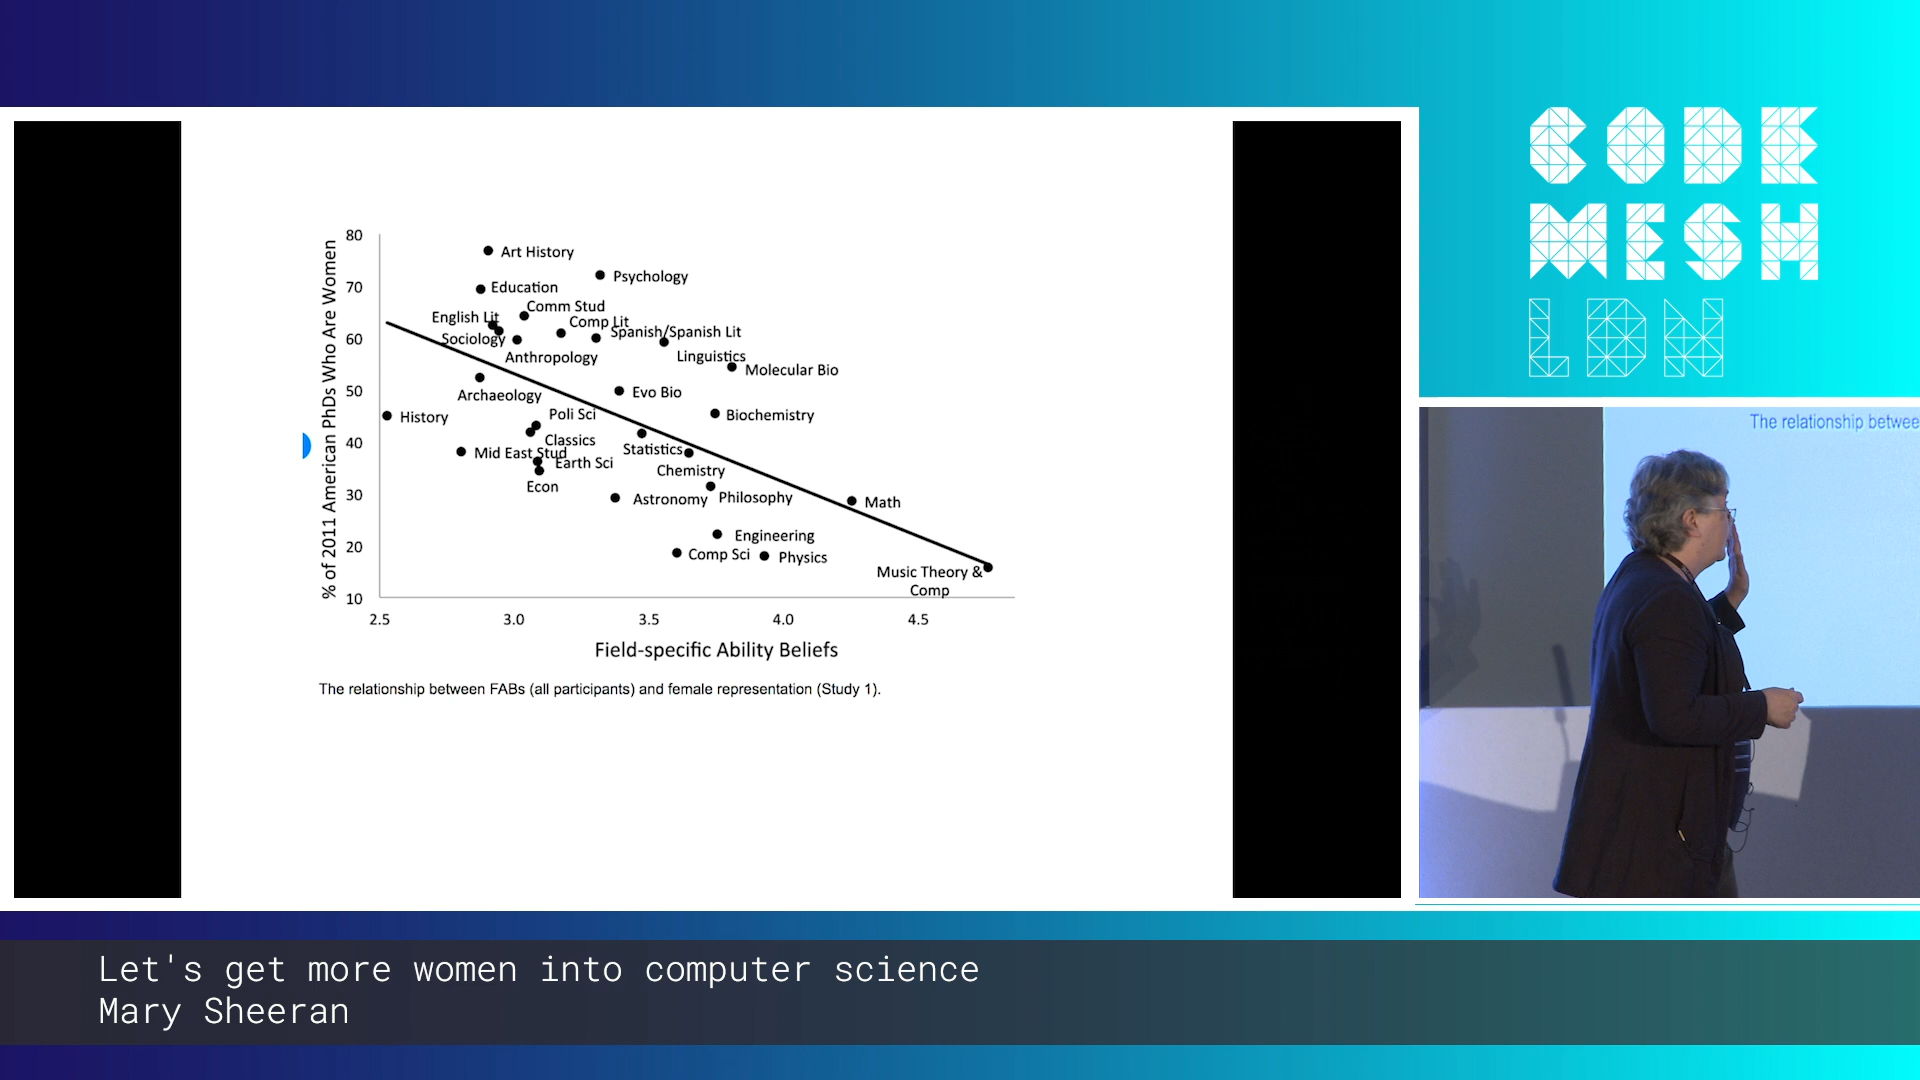 CODE
MESH
LDN
% of 2011 American PhDs Who Are Women
80
70
60
50
40
30
20
10
Art History
Psychology
Education
Comm Stud
English Lit
Comp Lit
Spanish/Spanish Lit
Sociology
Anthropology
Linguistics
Molecular Bio
Archaeology
Evo Bio
History
Poli Sci
Biochemistry
Classics
Statistics
Mid East Stud
Earth Sci
Chemistry
Econ
Astronomy
Philosophy
Math
Engineering
Comp Sci
Physics
Music Theory &
Comp
2.5
3.0
3.5
4.0
4.5
Field-specific Ability Beliefs
The relationship between FABs (all participants) and female representation (Study 1).
The relationship betwee
Let's get more women into computer science
Mary Sheeran